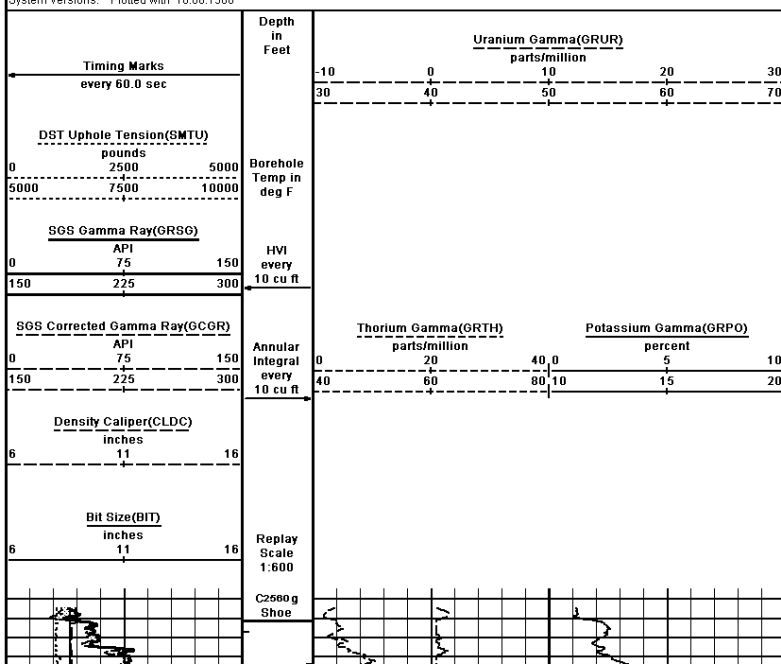 System Versions: Plotted with 10.00.1506
Timing Marks
every 60.0 sec
DST Uphole Tension(SMTU)
pounds
0 2500 5000
5000 7500 10000
SGS Gamma Ray(GRSG)
API
0 75 150
150 225 300
SGS Corrected Gamma Ray(GCGR)
API
0 75 150
150 225 300
Density Caliper(CLDC)
inches
6 11 16
Bit Size(BIT)
inches
6 11 16
Depth
in
Feet
Borehole
Temp in
deg F
HVI
every
10 cu ft
Annular
Integral
every
10 cu ft
Replay
Scale
1:600
C2560g
Shoe
Uranium Gamma(GRUR)
parts/million
-10 0 10 20 30
30 40 50 60 70
Thorium Gamma(GRTH)
parts/million
0 20 40
40 60 80
Potassium Gamma(GRPO)
percent
0 5 10
10 15 20